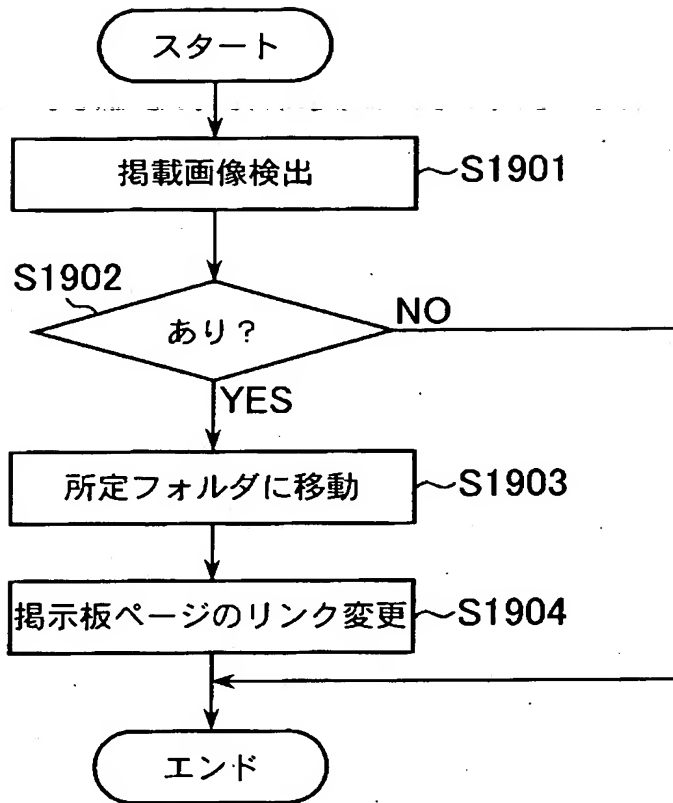 スタート
掲載画像検出
S1901
S1902
あり?
NO
YES
所定フォルダに移動
S1903
掲示板ページのリンク変更
S1904
エンド